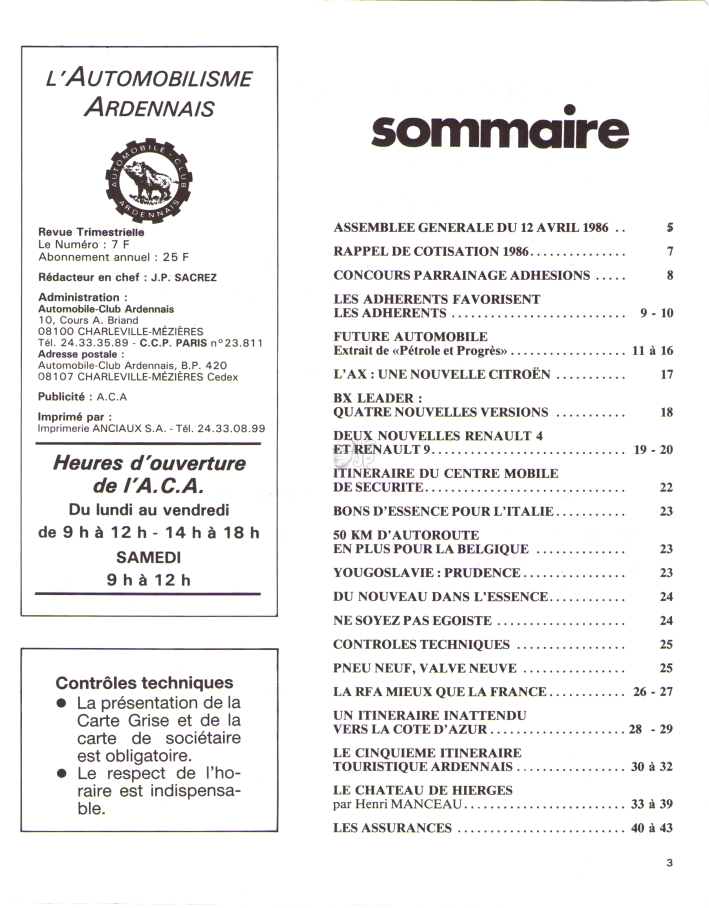 L'AUTOMOBILISME
ARDENNAIS
AUTOMOBILE-CLUB
ARDENNAIS
Revue Trimestrielle
Le Numéro : 7 F
Abonnement annuel : 25 F
Rédacteur en chef : J.P. SACREZ
Administration :
Automobile-Club Ardennais
10, Cours A. Briand
08100 CHARLEVILLE-MÉZIÈRES
Tél. 24.33.35.89 - C.C.P. PARIS n° 23.811
Adresse postale :
Automobile-Club Ardennais, B.P. 420
08107 CHARLEVILLE-MÉZIÈRES Cedex
Publicité : A.C.A
Imprimé par :
Imprimerie ANCIAUX S.A. - Tél. 24.33.08.99
Heures d'ouverture
de l'A.C.A.
Du lundi au vendredi
de 9 h à 12 h - 14 h à 18 h
SAMEDI
9 h à 12 h
Contrôles techniques
● La présentation de la
Carte Grise et de la
carte de sociétaire
est obligatoire.
● Le respect de l'ho-
raire est indispensa-
ble.
sommaire
ASSEMBLEE GENERALE DU 12 AVRIL 1986 .. 5
RAPPEL DE COTISATION 1986............... 7
CONCOURS PARRAINAGE ADHESIONS ..... 8
LES ADHERENTS FAVORISENT
LES ADHERENTS .......................... 9 - 10
FUTURE AUTOMOBILE
Extrait de «Pétrole et Progrès» .................. 11 à 16
L'AX : UNE NOUVELLE CITROËN ........... 17
BX LEADER :
QUATRE NOUVELLES VERSIONS ........... 18
DEUX NOUVELLES RENAULT 4
ET RENAULT 9.............................. 19 - 20
ITINERAIRE DU CENTRE MOBILE
DE SECURITE............................... 22
BONS D'ESSENCE POUR L'ITALIE........... 23
50 KM D'AUTOROUTE
EN PLUS POUR LA BELGIQUE .............. 23
YOUGOSLAVIE : PRUDENCE................ 23
DU NOUVEAU DANS L'ESSENCE............ 24
NE SOYEZ PAS EGOISTE .................... 24
CONTROLES TECHNIQUES ................. 25
PNEU NEUF, VALVE NEUVE ................ 25
LA RFA MIEUX QUE LA FRANCE............ 26 - 27
UN ITINERAIRE INATTENDU
VERS LA COTE D'AZUR ..................... 28 - 29
LE CINQUIEME ITINERAIRE
TOURISTIQUE ARDENNAIS ................. 30 à 32
LE CHATEAU DE HIERGES
par Henri MANCEAU......................... 33 à 39
LES ASSURANCES .......................... 40 à 43
3